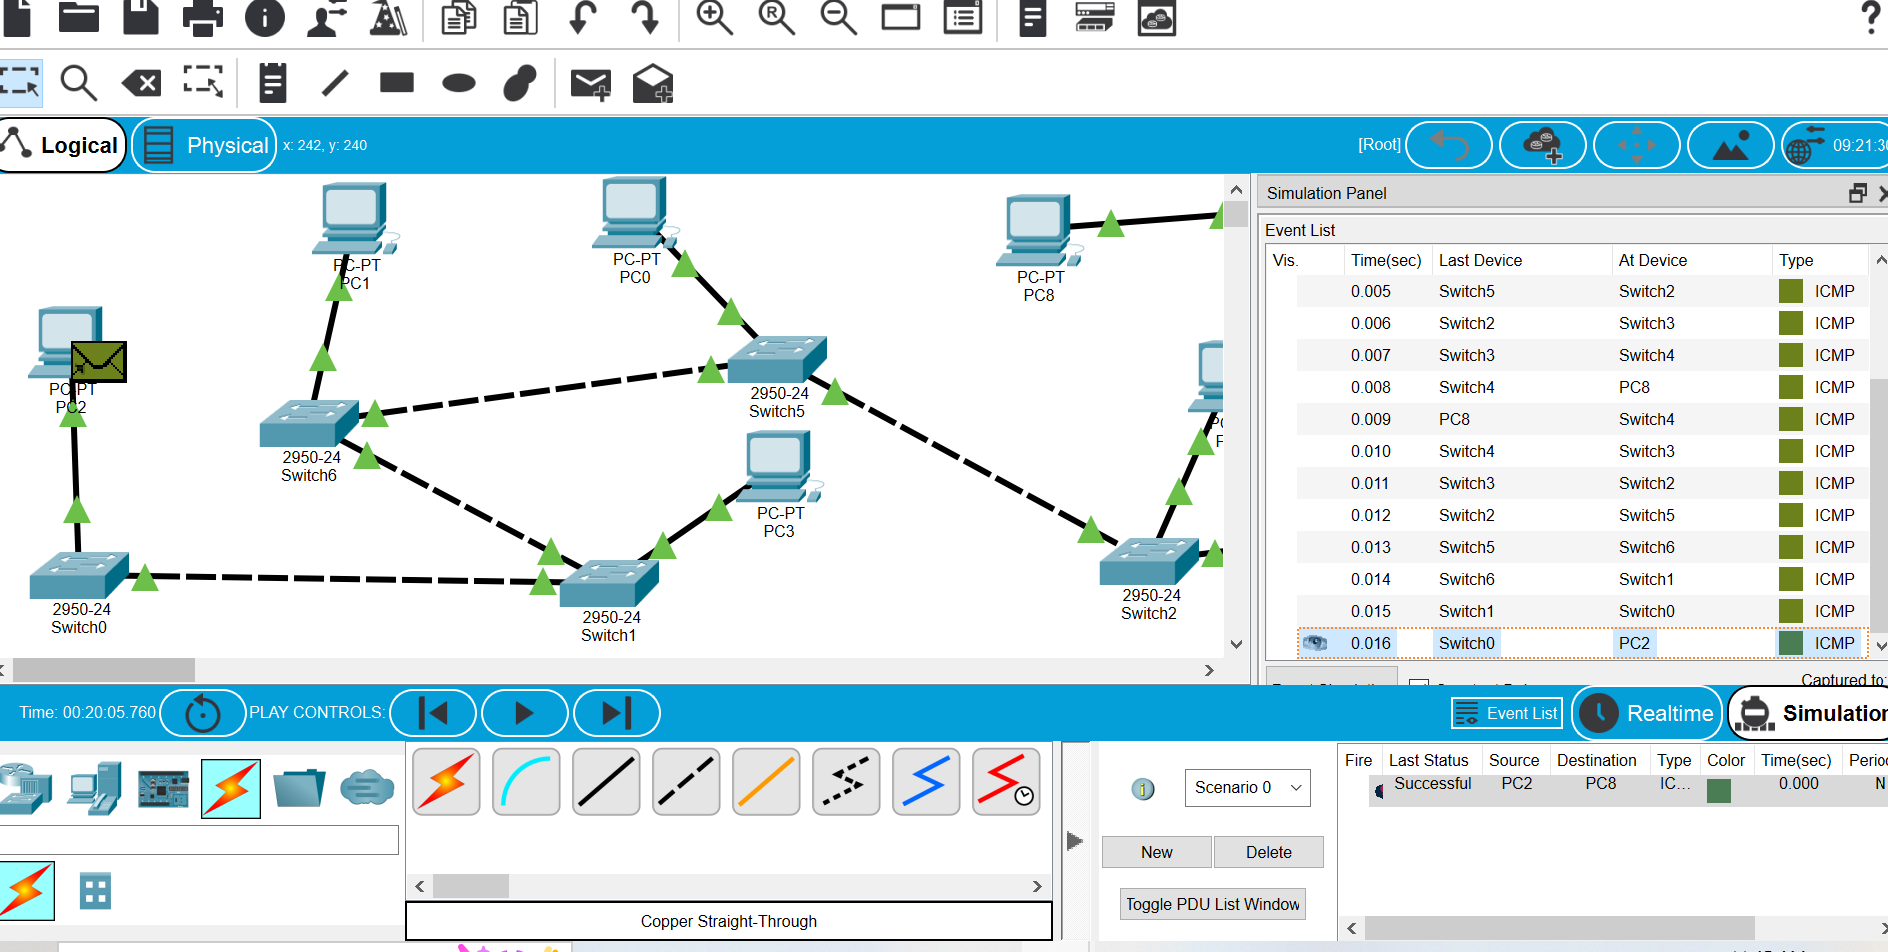 Logical
Physical
x: 242, y: 240
[Root]
09:21:30
PC-PT
PC1
PC-PT
PC0
PC-PT
PC8
PC-PT
PC2
2950-24
Switch5
2950-24
Switch6
PC-PT
PC3
2950-24
Switch0
2950-24
Switch1
2950-24
Switch2
Simulation Panel
Event List
Vis. Time(sec) Last Device At Device Type
0.005 Switch5 Switch2 ICMP
0.006 Switch2 Switch3 ICMP
0.007 Switch3 Switch4 ICMP
0.008 Switch4 PC8 ICMP
0.009 PC8 Switch4 ICMP
0.010 Switch4 Switch3 ICMP
0.011 Switch3 Switch2 ICMP
0.012 Switch2 Switch5 ICMP
0.013 Switch5 Switch6 ICMP
0.014 Switch6 Switch1 ICMP
0.015 Switch1 Switch0 ICMP
0.016 Switch0 PC2 ICMP
Captured to:
Time: 00:20:05.760
PLAY CONTROLS:
Event List
Realtime
Simulation
Copper Straight-Through
Scenario 0
New
Delete
Toggle PDU List Window
Fire Last Status Source Destination Type Color Time(sec) Perio
Successful PC2 PC8 IC... 0.000 N